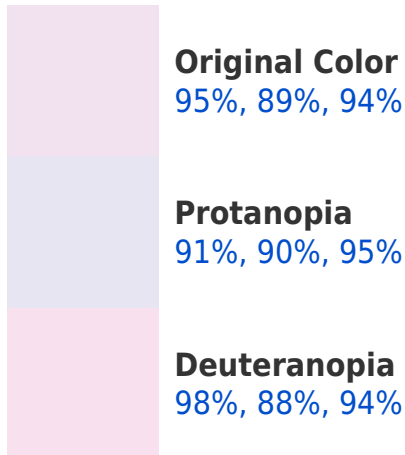 Original Color
95%, 89%, 94%
Protanopia
91%, 90%, 95%
Deuteranopia
98%, 88%, 94%